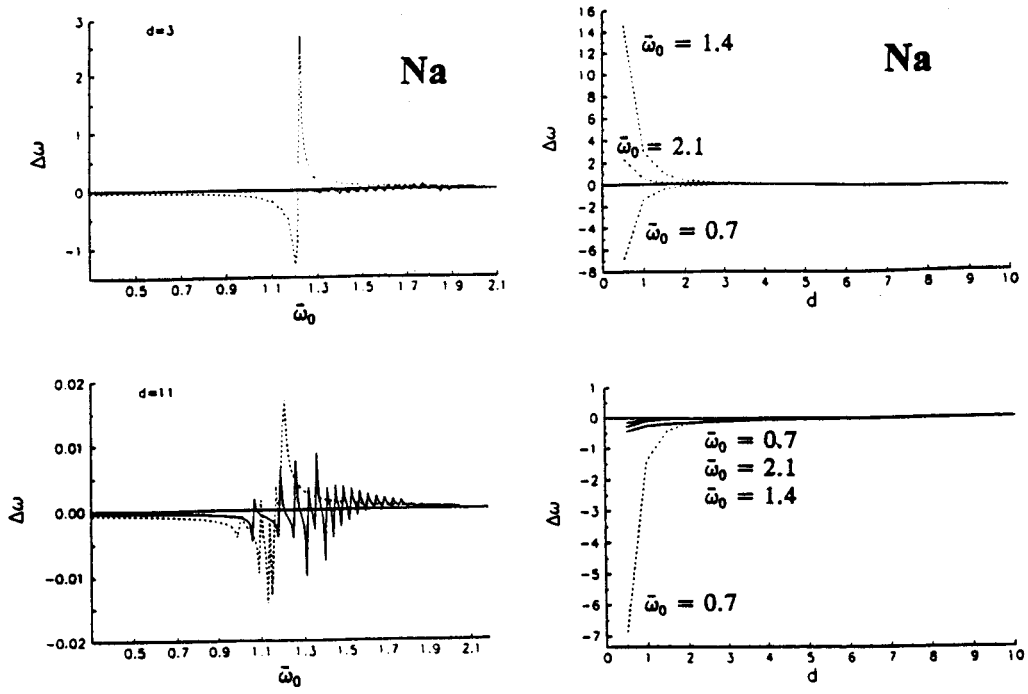 3
2
1
0
-1
Δω
d=3
Na
0.5 0.7 0.9 1.1 1.3 1.5 1.7 1.9 2.1
ω̄₀
16
14
12
10
8
6
4
2
0
-2
-4
-6
-8
Δω
ω̄₀ = 1.4
Na
ω̄₀ = 2.1
ω̄₀ = 0.7
0 1 2 3 4 5 6 7 8 9 10
d
0.02
0.01
0.00
-0.01
-0.02
Δω
d=11
0.5 0.7 0.9 1.1 1.3 1.5 1.7 1.9 2.1
ω̄₀
1
0
-1
-2
-3
-4
-5
-6
-7
Δω
ω̄₀ = 0.7
ω̄₀ = 2.1
ω̄₀ = 1.4
ω̄₀ = 0.7
0 1 2 3 4 5 6 7 8 9 10
d